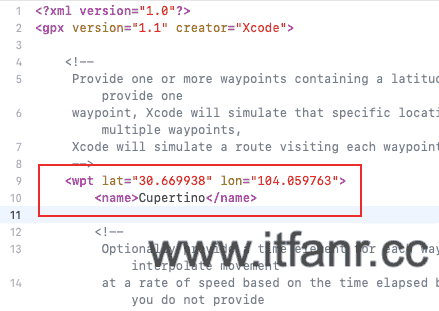 1 <?xml version="1.0"?>
2 <gpx version="1.1" creator="Xcode">
3
4 <!--
5 Provide one or more waypoints containing a latitud
provide one
6 waypoint, Xcode will simulate that specific locati
multiple waypoints,
7 Xcode will simulate a route visiting each waypoint
8 -->
9 <wpt lat="30.669938" lon="104.059763">
10 <name>Cupertino</name>
11
12 <!--
13 Optionally provide a time element for each way
interpolate movement
14 at a rate of speed based on the time elapsed b
you do not provide
www.itfanr.cc